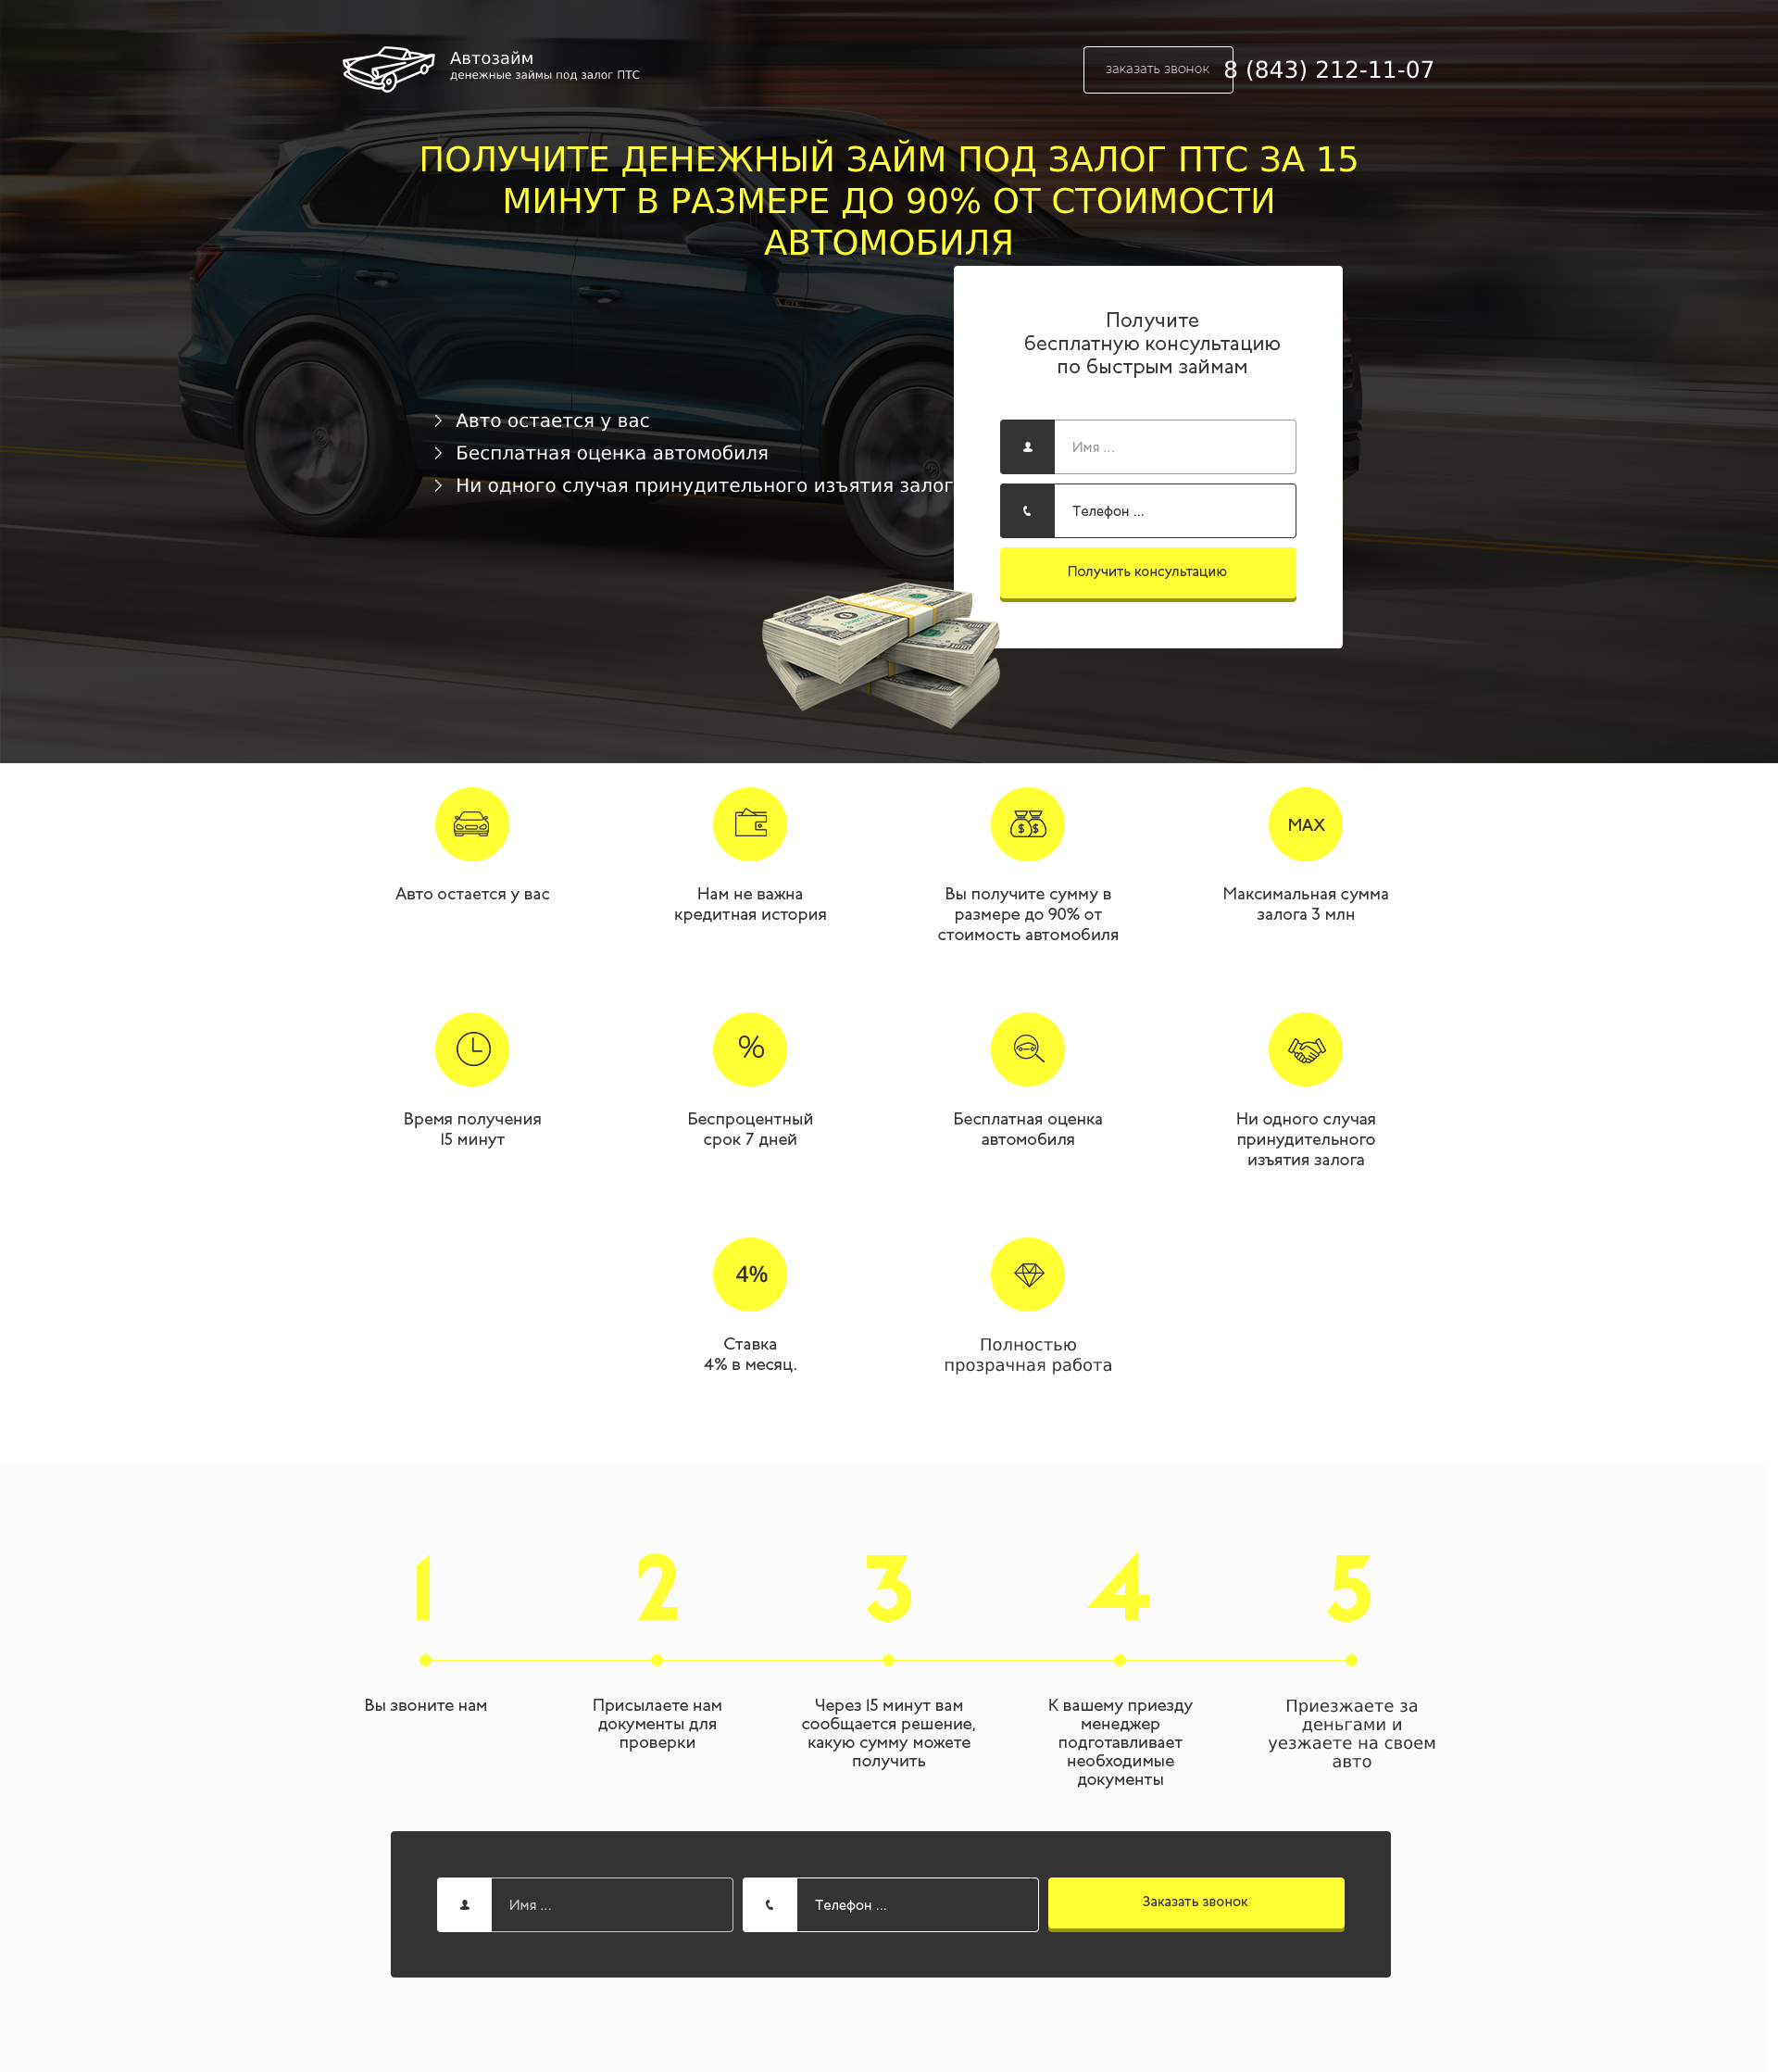 Автозайм
денежные займы под залог ПТС
заказать звонок
8 (843) 212-11-07
ПОЛУЧИТЕ ДЕНЕЖНЫЙ ЗАЙМ ПОД ЗАЛОГ ПТС ЗА 15
МИНУТ В РАЗМЕРЕ ДО 90% ОТ СТОИМОСТИ
АВТОМОБИЛЯ
Авто остается у вас
Бесплатная оценка автомобиля
Ни одного случая принудительного изъятия залог
Получите
бесплатную консультацию
по быстрым займам
Имя ...
Телефон ...
Получить консультацию
MAX
Авто остается у вас
Нам не важна
кредитная история
Вы получите сумму в
размере до 90% от
стоимость автомобиля
Максимальная сумма
залога 3 млн
%
Время получения
15 минут
Беспроцентный
срок 7 дней
Бесплатная оценка
автомобиля
Ни одного случая
принудительного
изъятия залога
4%
Ставка
4% в месяц.
Полностью
прозрачная работа
1
2
3
4
5
Вы звоните нам
Присылаете нам
документы для
проверки
Через 15 минут вам
сообщается решение,
какую сумму можете
получить
К вашему приезду
менеджер
подготавливает
необходимые
документы
Приезжаете за
деньгами и
уезжаете на своем
авто
Имя ...
Телефон ...
Заказать звонок